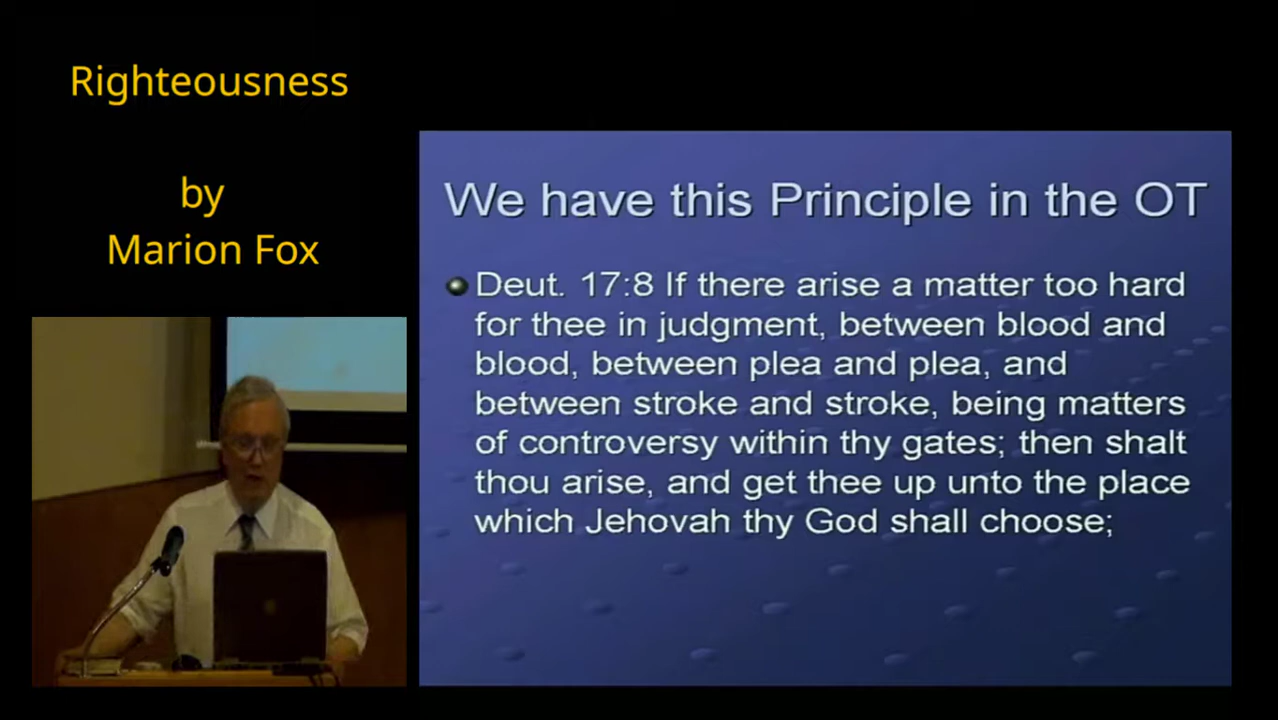 Righteousness
by
Marion Fox
We have this Principle in the OT
Deut. 17:8 If there arise a matter too hard
for thee in judgment, between blood and
blood, between plea and plea, and
between stroke and stroke, being matters
of controversy within thy gates; then shalt
thou arise, and get thee up unto the place
which Jehovah thy God shall choose;